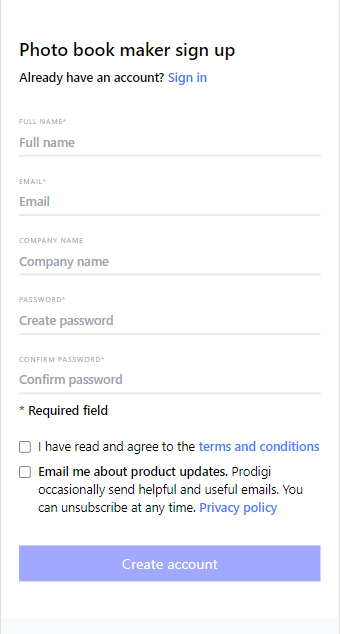 Photo book maker sign up
Already have an account? Sign in
FULL NAME*
Full name
EMAIL*
Email
COMPANY NAME
Company name
PASSWORD*
Create password
CONFIRM PASSWORD*
Confirm password
* Required field
I have read and agree to the terms and conditions
Email me about product updates. Prodigi
occasionally send helpful and useful emails. You
can unsubscribe at any time. Privacy policy
Create account